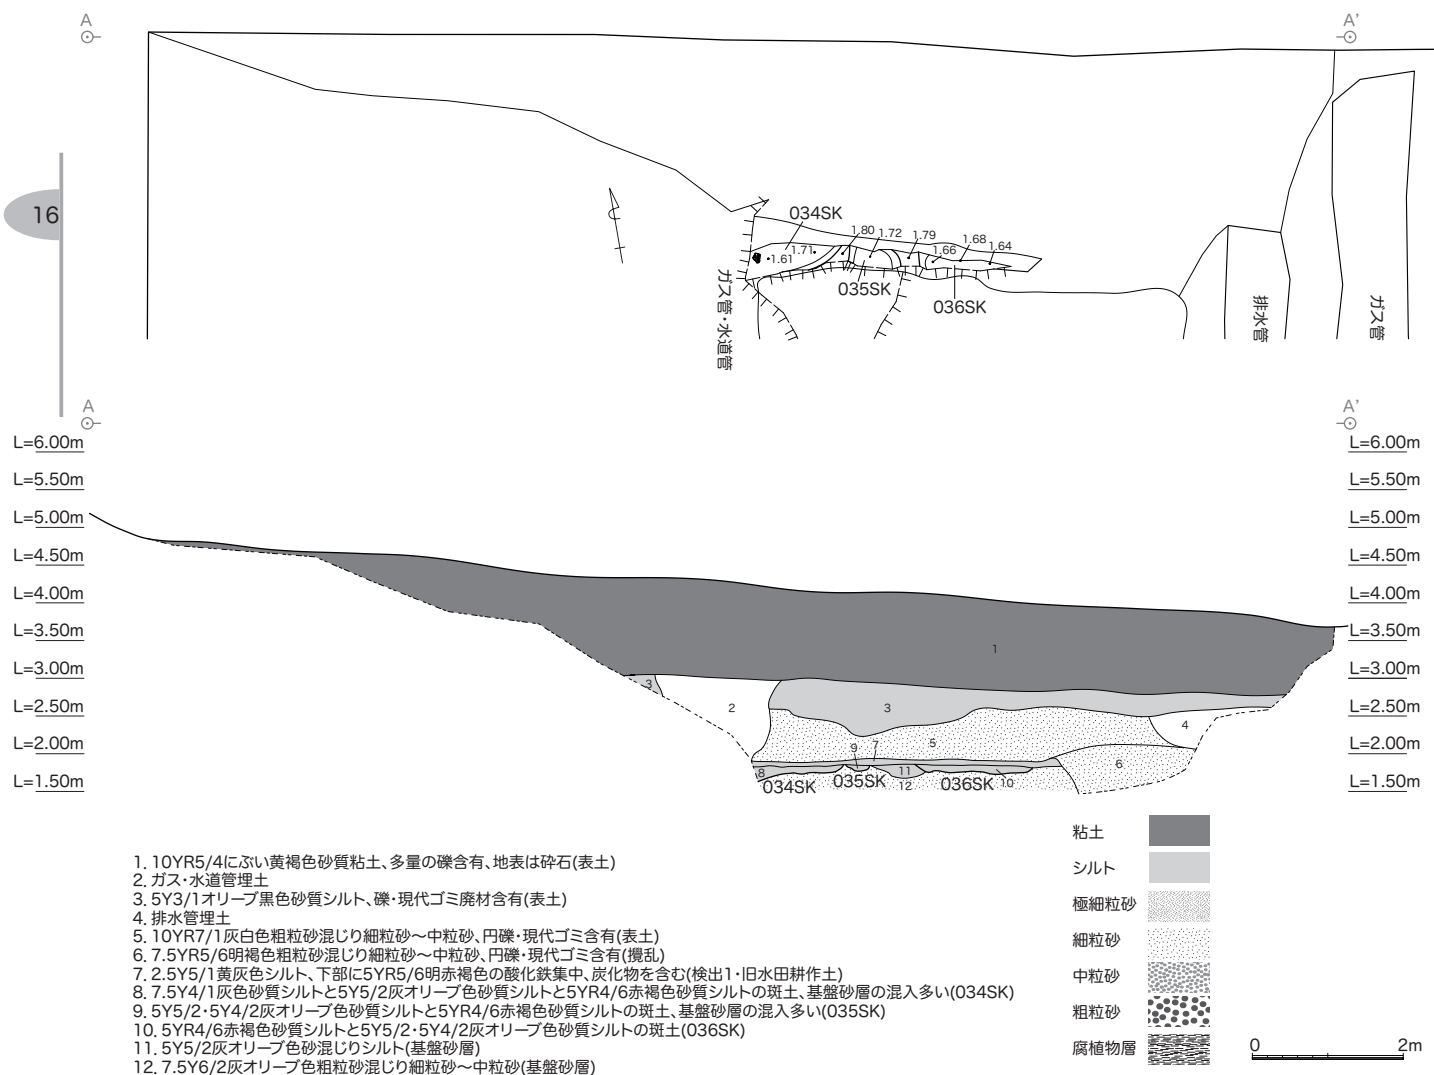 A
A'
16
034SK
1.80
1.72
1.79
1.68
1.64
1.71
1.61
1.66
035SK
036SK
ガス管・水道管
排水管
ガス管
A
A'
L=6.00m
L=6.00m
L=5.50m
L=5.50m
L=5.00m
L=5.00m
L=4.50m
L=4.50m
L=4.00m
L=4.00m
L=3.50m
L=3.50m
L=3.00m
L=3.00m
L=2.50m
L=2.50m
L=2.00m
L=2.00m
L=1.50m
L=1.50m
1
3
2
3
4
5
9
7
6
8
11
12
10
034SK
035SK
036SK
1. 10YR5/4にぶい黄褐色砂質粘土、多量の礫含有、地表は砕石(表土)
2. ガス・水道管埋土
3. 5Y3/1オリーブ黒色砂質シルト、礫・現代ゴミ廃材含有(表土)
4. 排水管埋土
5. 10YR7/1灰白色粗粒砂混じり細粒砂〜中粒砂、円礫・現代ゴミ含有(表土)
6. 7.5YR5/6明褐色粗粒砂混じり細粒砂〜中粒砂、円礫・現代ゴミ含有(攪乱)
7. 2.5Y5/1黄灰色シルト、下部に5YR5/6明赤褐色の酸化鉄集中、炭化物を含む(検出1・旧水田耕作土)
8. 7.5Y4/1灰色砂質シルトと5Y5/2灰オリーブ色砂質シルトと5YR4/6赤褐色砂質シルトの斑土、基盤砂層の混入多い(034SK)
9. 5Y5/2・5Y4/2灰オリーブ色砂質シルトと5YR4/6赤褐色砂質シルトの斑土、基盤砂層の混入多い(035SK)
10. 5YR4/6赤褐色砂質シルトと5Y5/2・5Y4/2灰オリーブ色砂質シルトの斑土(036SK)
11. 5Y5/2灰オリーブ色砂混じりシルト(基盤砂層)
12. 7.5Y6/2灰オリーブ色粗粒砂混じり細粒砂〜中粒砂(基盤砂層)
粘土
シルト
極細粒砂
細粒砂
中粒砂
粗粒砂
腐植物層
0
2m